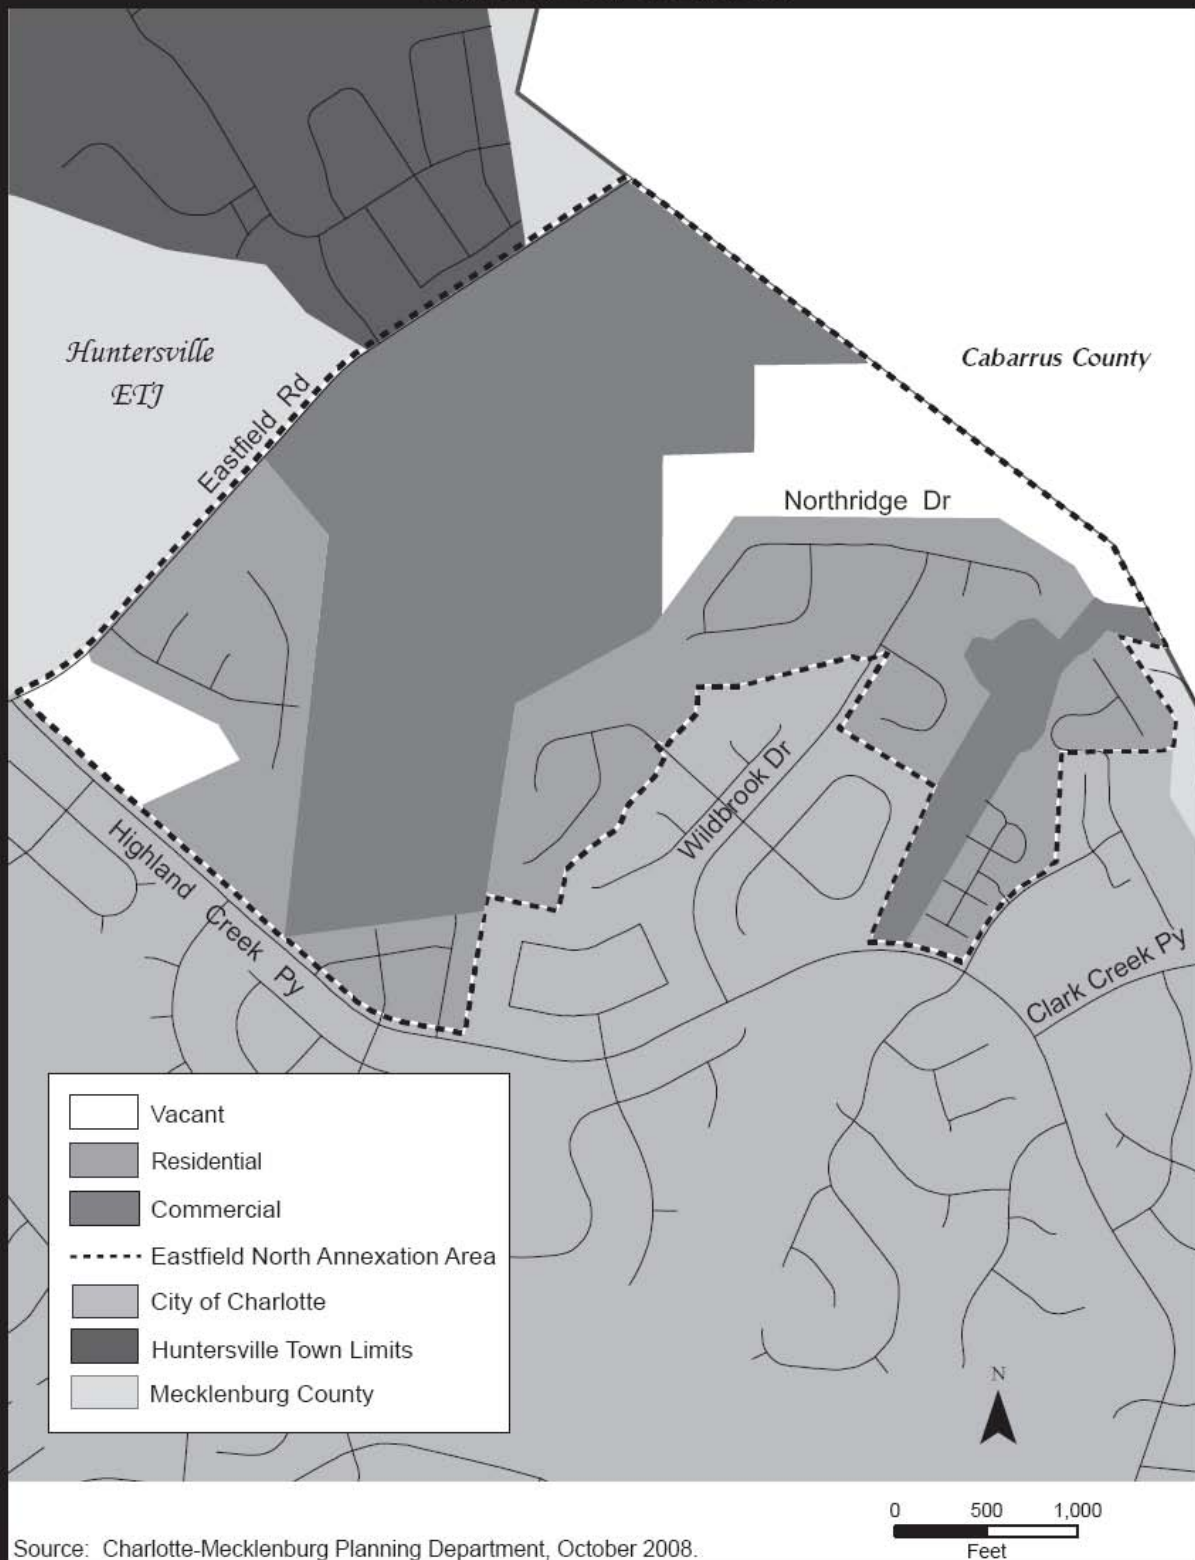 Huntersville
ETJ
Eastfield Rd
Cabarrus County
Northridge Dr
Wildbrook Dr
Highland Creek Py
Clark Creek Py
Vacant
Residential
Commercial
Eastfield North Annexation Area
City of Charlotte
Huntersville Town Limits
Mecklenburg County
N
0 500 1,000
Feet
Source: Charlotte-Mecklenburg Planning Department, October 2008.